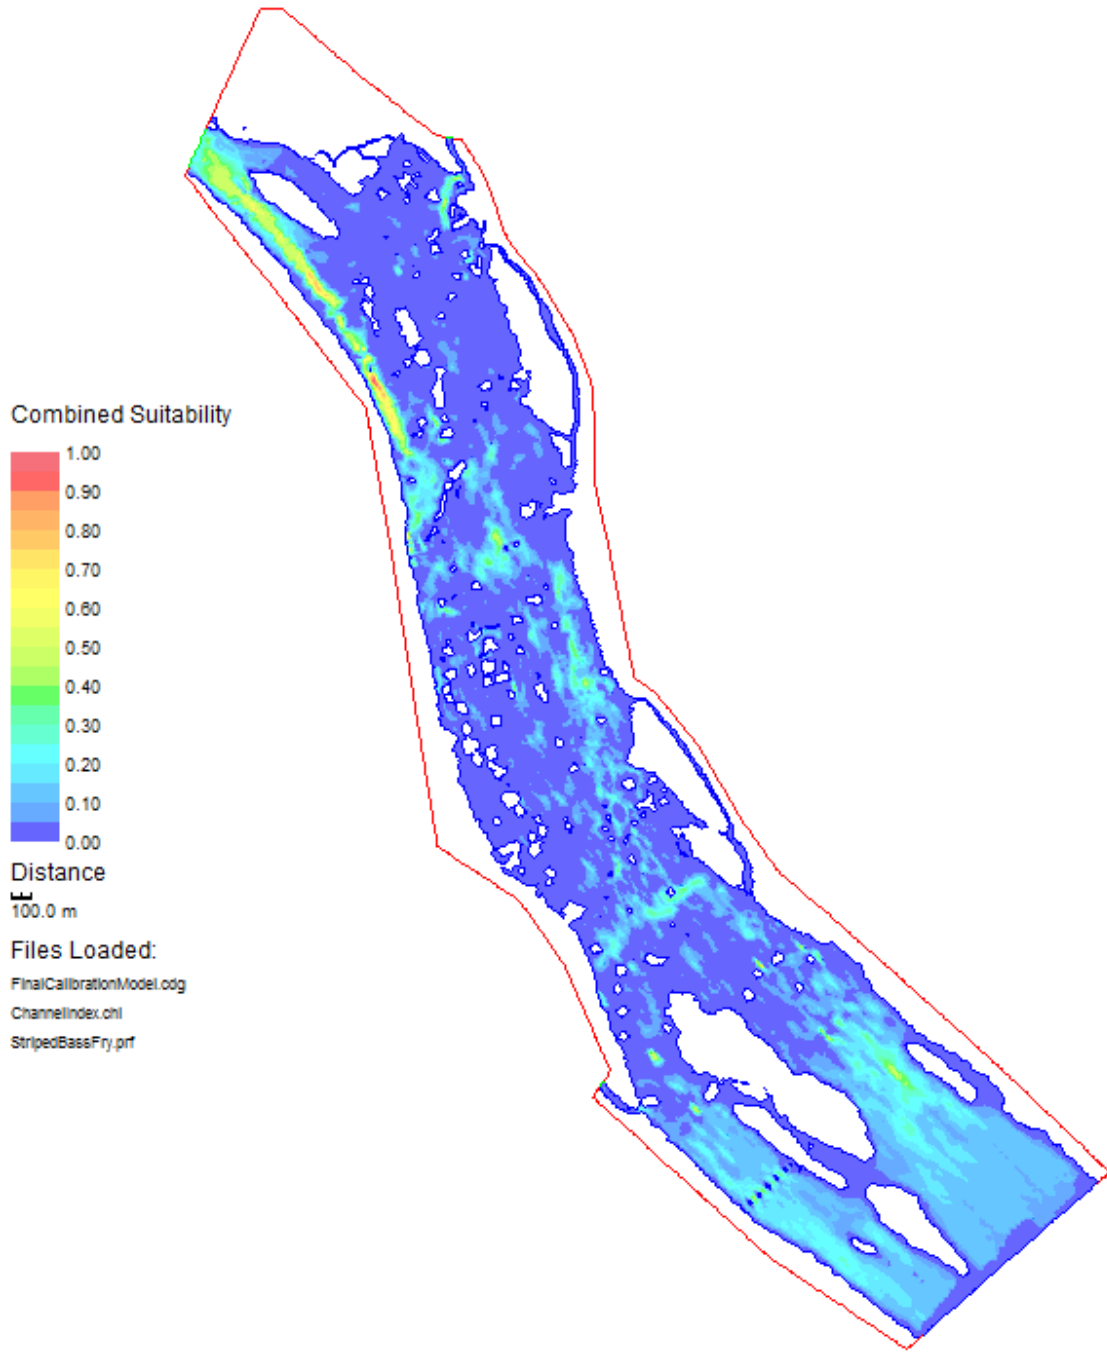 Combined Suitability
1.00
0.90
0.80
0.70
0.60
0.50
0.40
0.30
0.20
0.10
0.00
Distance
100.0 m
Files Loaded:
FinalCalibrationModel.cdg
ChannelIndex.chi
StripedBassFry.prf